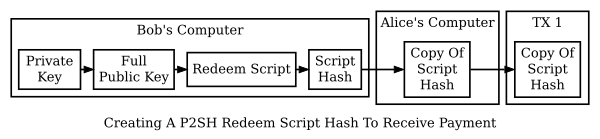 Bob's Computer
Private
Key
Full
Public Key
Redeem Script
Script
Hash
Alice's Computer
Copy Of
Script
Hash
TX 1
Copy Of
Script
Hash
Creating A P2SH Redeem Script Hash To Receive Payment